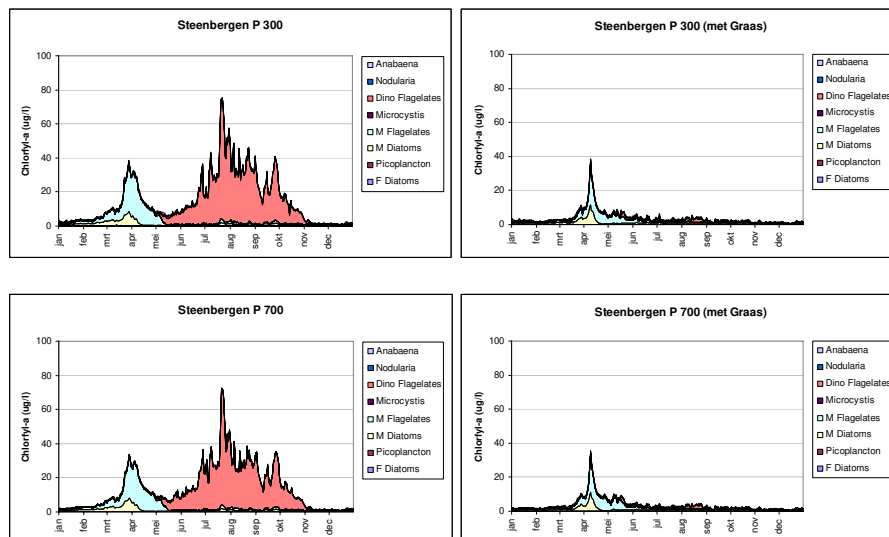 Steenbergen P 300
Chlorfyl-a (ug/l)
100
80
60
40
20
0
jan feb mrt apr mei jun jul aug sep okt nov dec
Anabaena
Nodularia
Dino Flagelates
Microcystis
M Flagelates
M Diatoms
Picoplancton
F Diatoms
Steenbergen P 300 (met Graas)
Chlorfyl-a (ug/l)
100
80
60
40
20
0
jan feb mrt apr mei jun jul aug sep okt nov dec
Anabaena
Nodularia
Dino Flagelates
Microcystis
M Flagelates
M Diatoms
Picoplancton
F Diatoms
Steenbergen P 700
Chlorfyl-a (ug/l)
100
80
60
40
20
0
jan feb mrt apr mei jun jul aug sep okt nov dec
Anabaena
Nodularia
Dino Flagelates
Microcystis
M Flagelates
M Diatoms
Picoplancton
F Diatoms
Steenbergen P 700 (met Graas)
Chlorfyl-a (ug/l)
100
80
60
40
20
0
jan feb mrt apr mei jun jul aug sep okt nov dec
Anabaena
Nodularia
Dino Flagelates
Microcystis
M Flagelates
M Diatoms
Picoplancton
F Diatoms